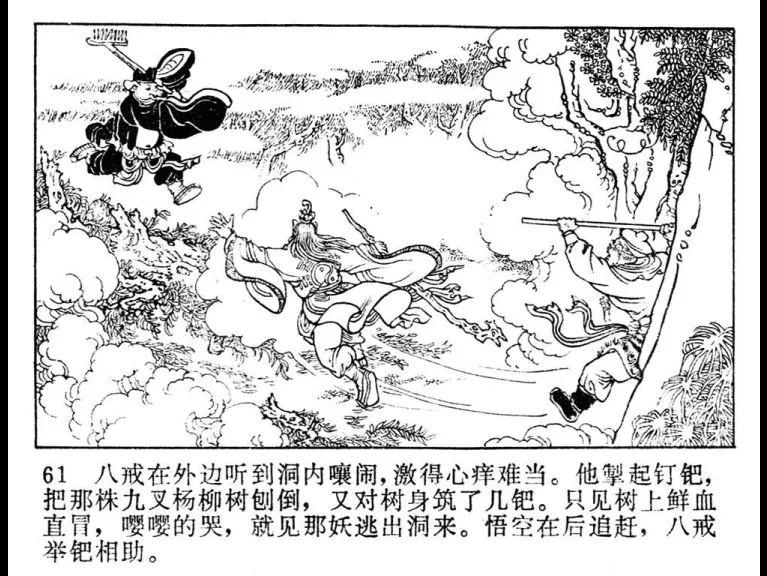 61　八戒在外边听到洞内嚷闹，激得心痒难当。他掣起钉钯，
把那株九叉杨柳树刨倒，又对树身筑了几钯。只见树上鲜血
直冒，嘤嘤的哭，就见那妖逃出洞来。悟空在后追赶，八戒
举钯相助。